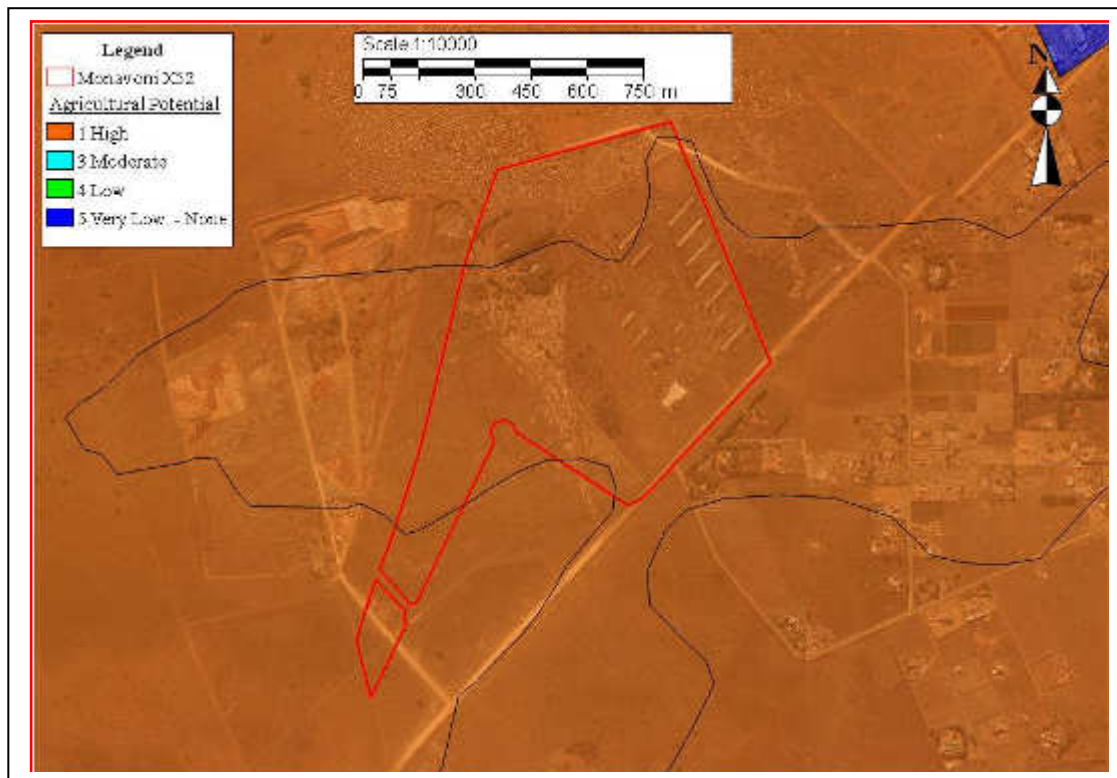 Legend
Monavoni X52
Agricultural Potential
1 High
3 Moderate
4 Low
5 Very Low - None
Scale 1:10000
0 75 300 450 600 750 m
N